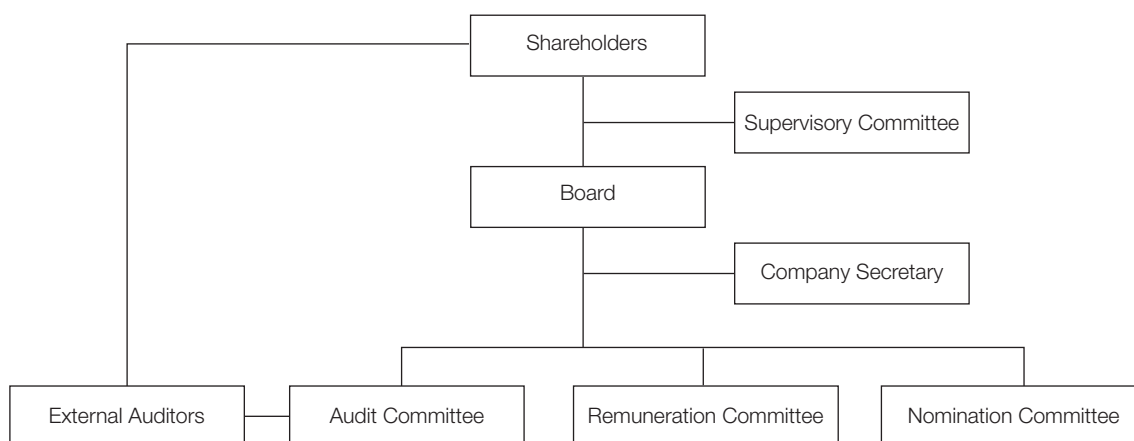 Shareholders
Supervisory Committee
Board
Company Secretary
External Auditors
Audit Committee
Remuneration Committee
Nomination Committee